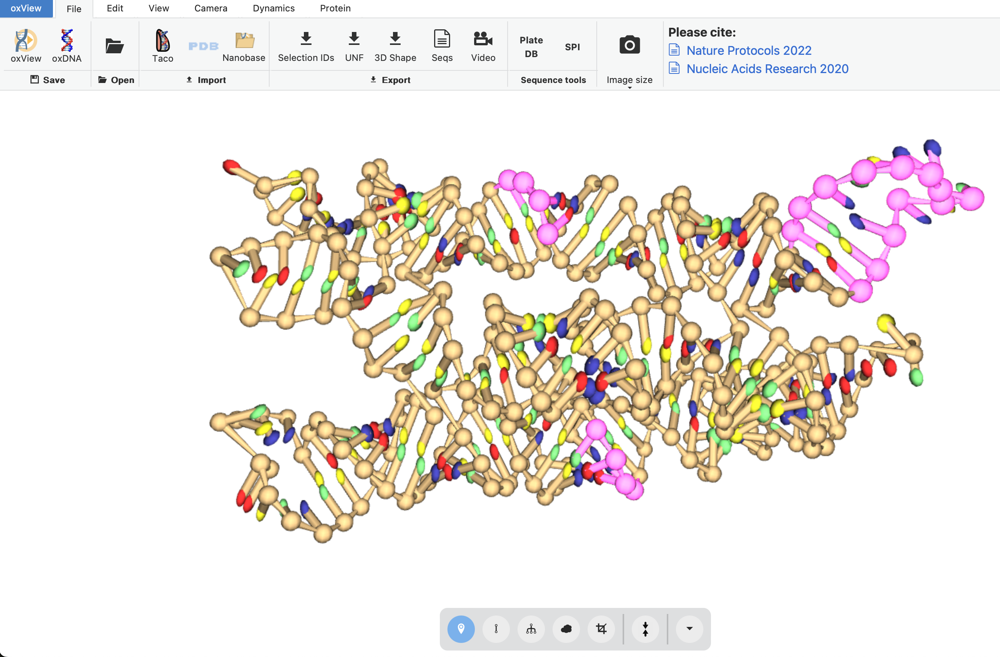 oxView File Edit View Camera Dynamics Protein
oxView oxDNA
Save
Open
Taco PDB Nanobase
Import
Selection IDs UNF 3D Shape Seqs Video
Export
Plate DB SPI
Sequence tools
Image size
Please cite:
Nature Protocols 2022
Nucleic Acids Research 2020